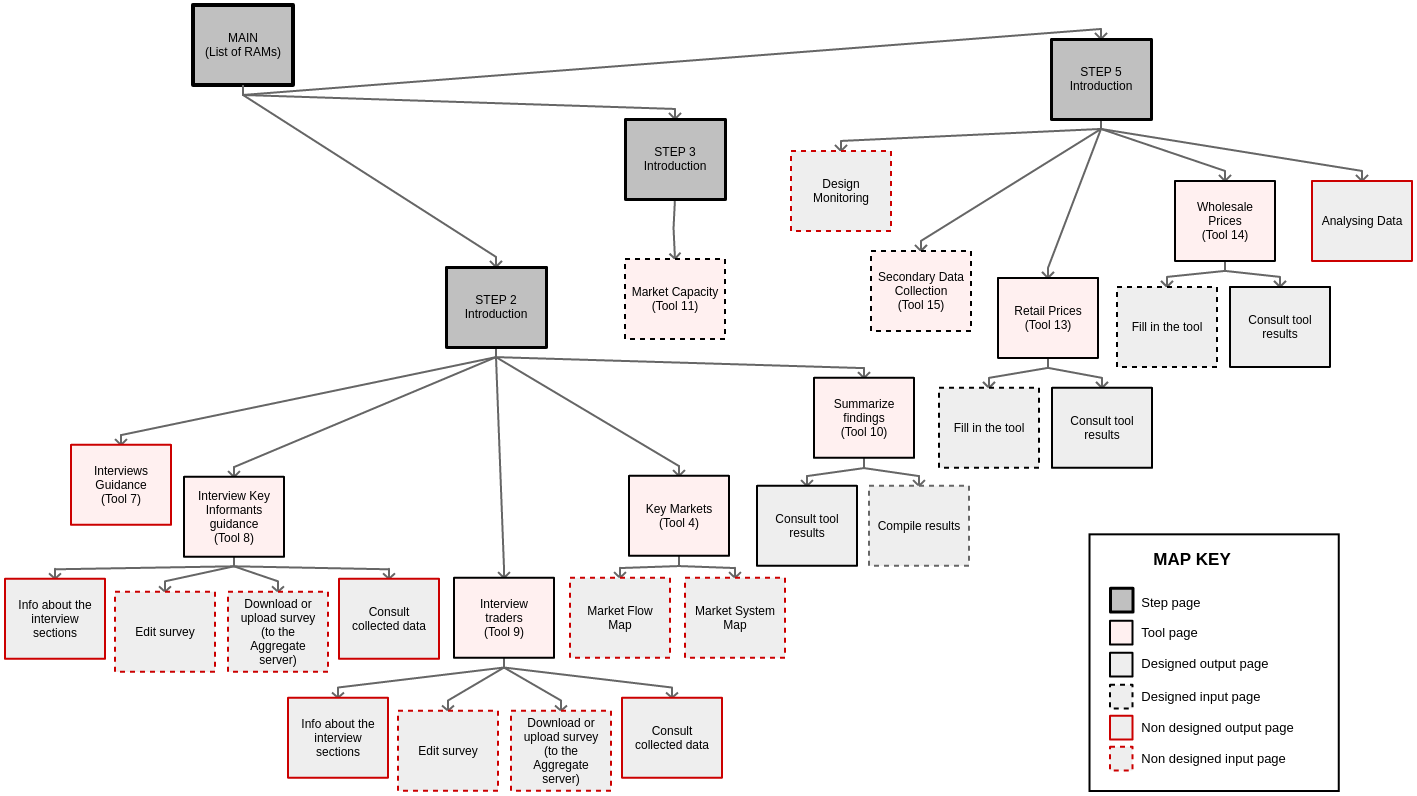 MAIN
(List of RAMs)
STEP 5
Introduction
STEP 3
Introduction
Design
Monitoring
Wholesale
Prices
(Tool 14)
Analysing Data
Secondary Data
Collection
(Tool 15)
Market Capacity
(Tool 11)
STEP 2
Introduction
Retail Prices
(Tool 13)
Fill in the tool
Consult tool
results
Summarize
findings
(Tool 10)
Fill in the tool
Consult tool
results
Interviews
Guidance
(Tool 7)
Interview Key
Informants
guidance
(Tool 8)
Key Markets
(Tool 4)
Consult tool
results
Compile results
Info about the
interview
sections
Edit survey
Download or
upload survey
(to the
Aggregate
server)
Consult
collected data
Interview
traders
(Tool 9)
Market Flow
Map
Market System
Map
Info about the
interview
sections
Edit survey
Download or
upload survey
(to the
Aggregate
server)
Consult
collected data
MAP KEY
Step page
Tool page
Designed output page
Designed input page
Non designed output page
Non designed input page